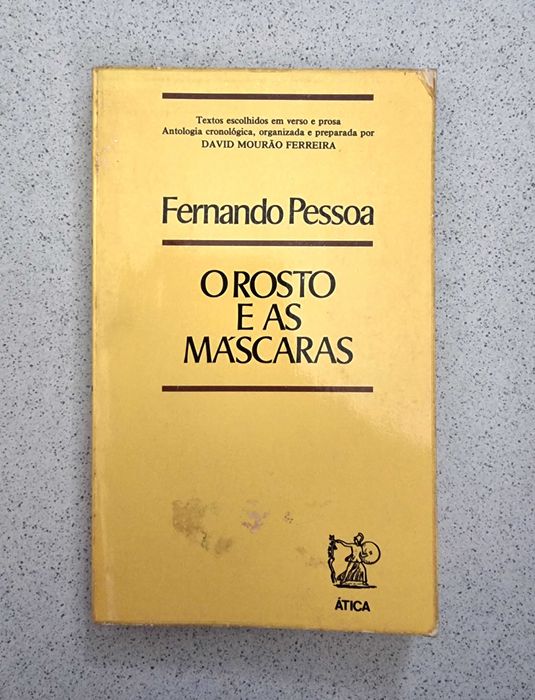 Textos escolhidos em verso e prosa
Antologia cronológica, organizada e preparada por
DAVID MOURÃO FERREIRA
Fernando Pessoa
O ROSTO
E AS
MÁSCARAS
ÁTICA